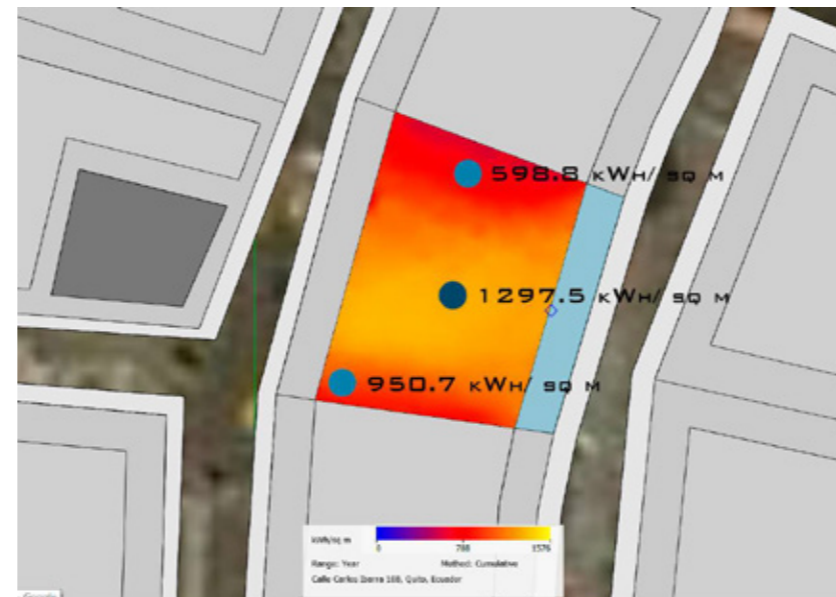 598.8 KWH/ SQ M
1297.5 KWH/ SQ M
950.7 KWH/ SQ M
kWh/sq m
0 788 1576
Range: Year Method: Cumulative
Calle Carlos Ibarra 188, Quito, Ecuador
Google